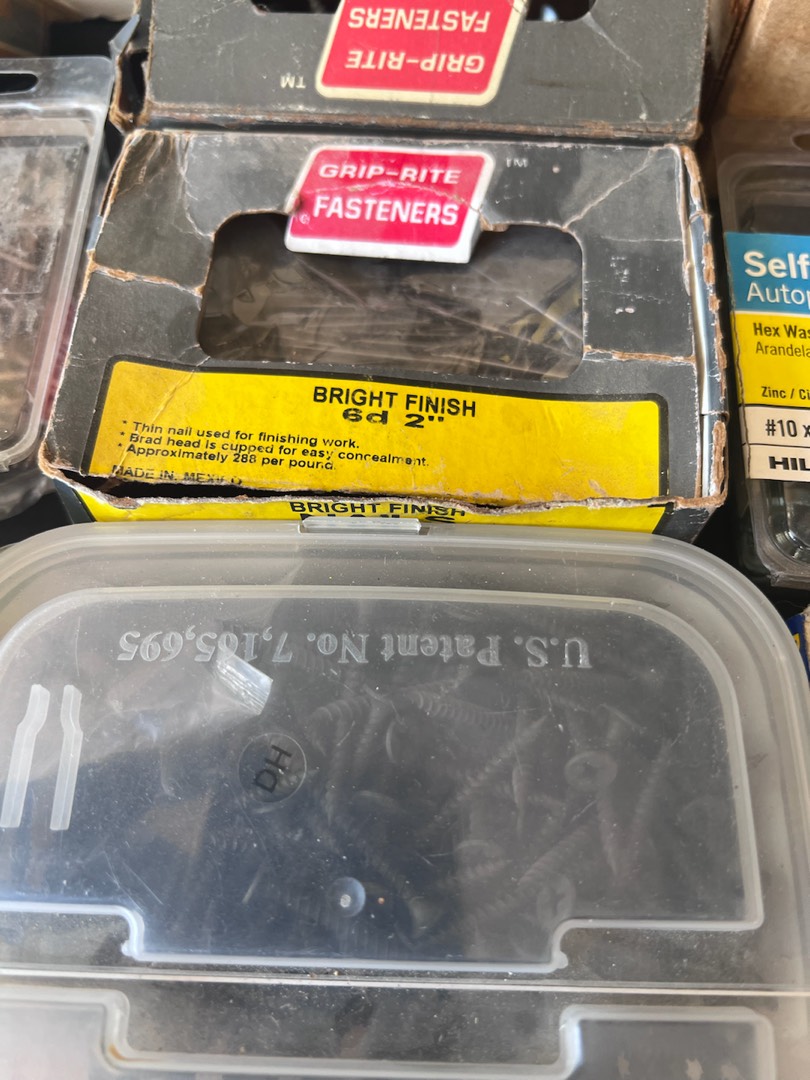 FASTENERS
GRIP-RITE
TM
GRIP-RITE
TM
FASTENERS
BRIGHT FINISH
6d 2"
• Thin nail used for finishing work.
• Brad head is cupped for easy concealment.
• Approximately 288 per pound.
MADE IN MEXICO
BRIGHT FINISH
Self
Hex Was
Arandela
Zinc / Ci
#10 x
U.S. Patent No. 7,165,695
DH